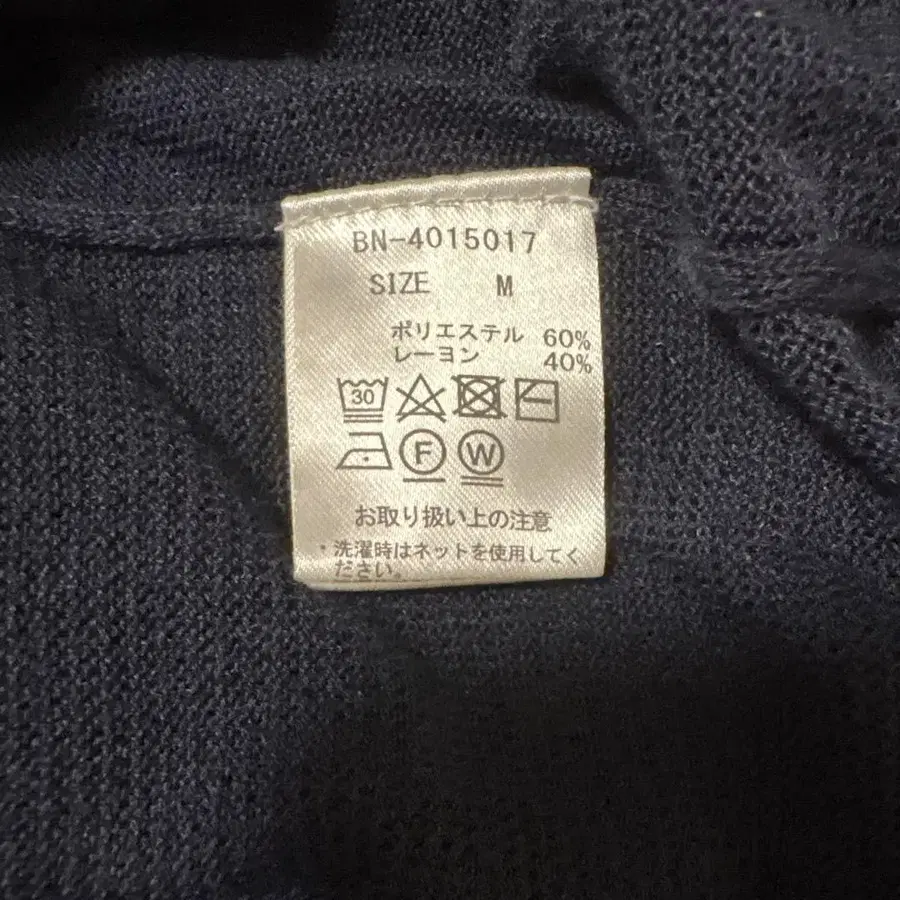 BN-4015017
SIZE M
ポリエステル 60%
レーヨン 40%
30
F W
お取り扱い上の注意
・洗濯時はネットを使用してく
ださい。